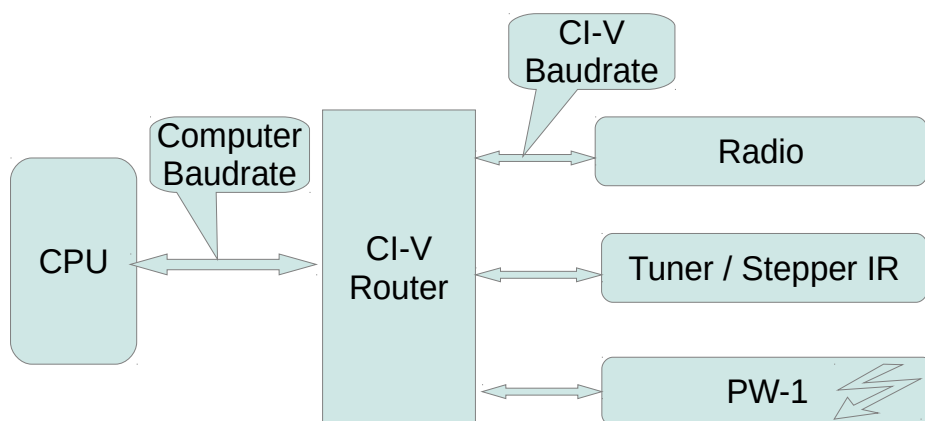 CI-V
Baudrate
Computer
Baudrate
Radio
CPU
CI-V
Router
Tuner / Stepper IR
PW-1